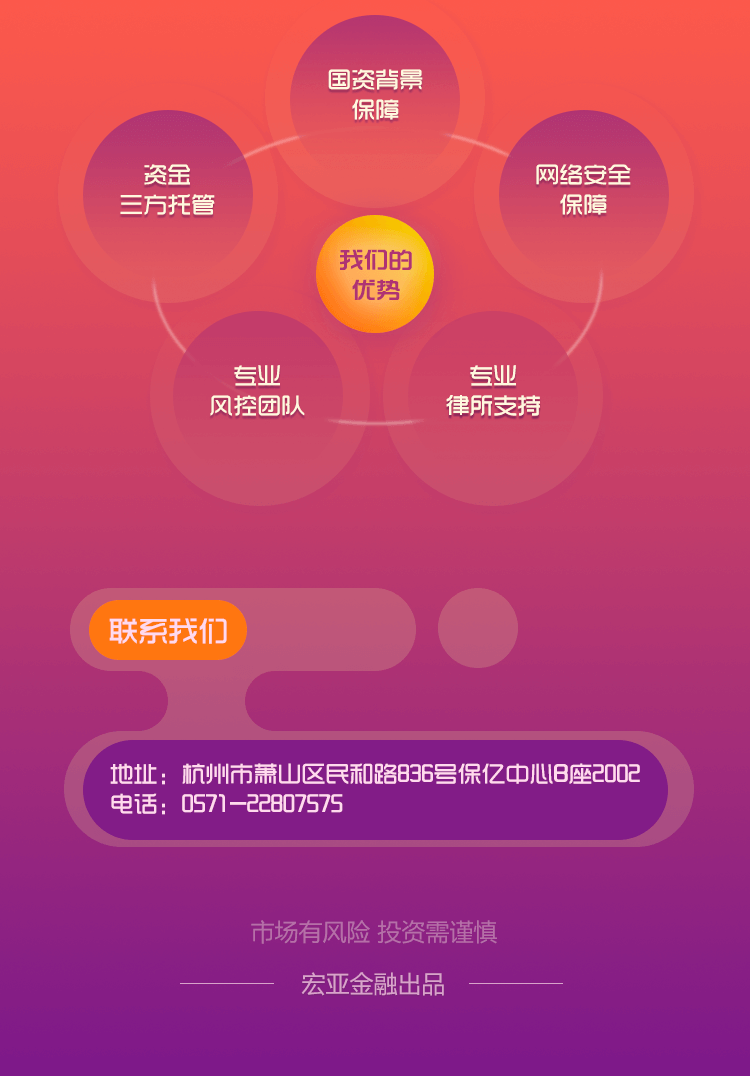 国资背景
保障
资金
三方托管
网络安全
保障
我们的
优势
专业
风控团队
专业
律所支持
联系我们
地址：杭州市萧山区民和路836号保亿中心B座2002
电话：0571-22807575
市场有风险 投资需谨慎
宏亚金融出品